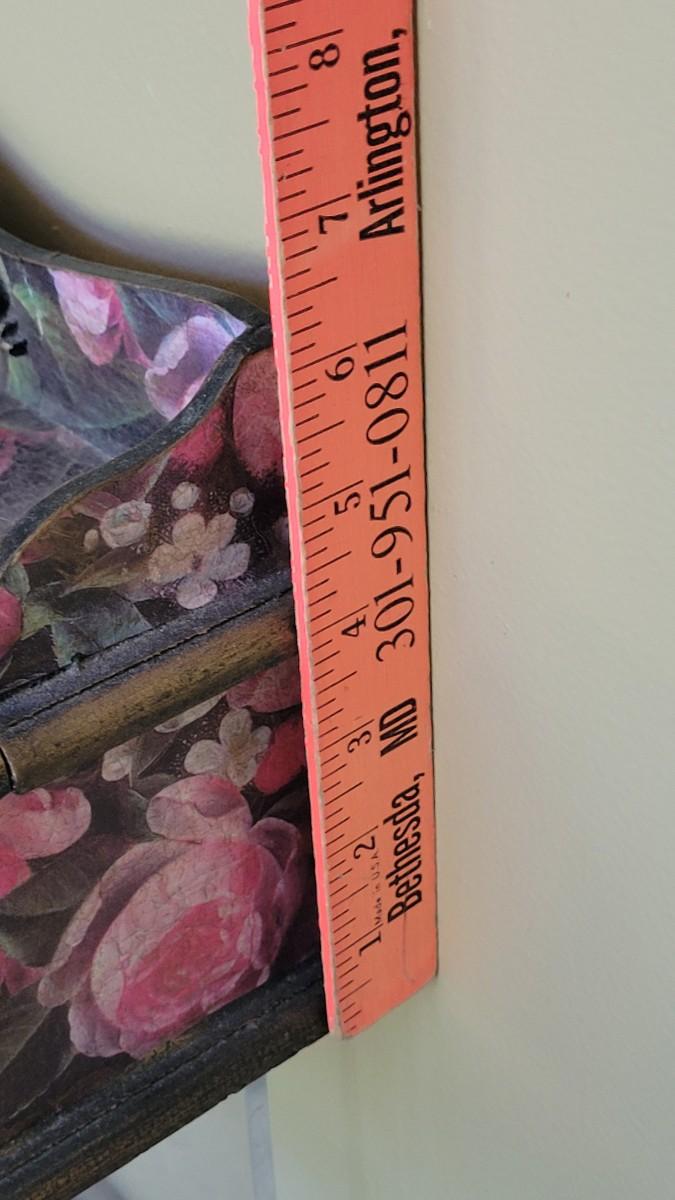 1 2 3 4 5 6 7 8
Made in U.S.A.
Bethesda, MD 301-951-0811 Arlington,